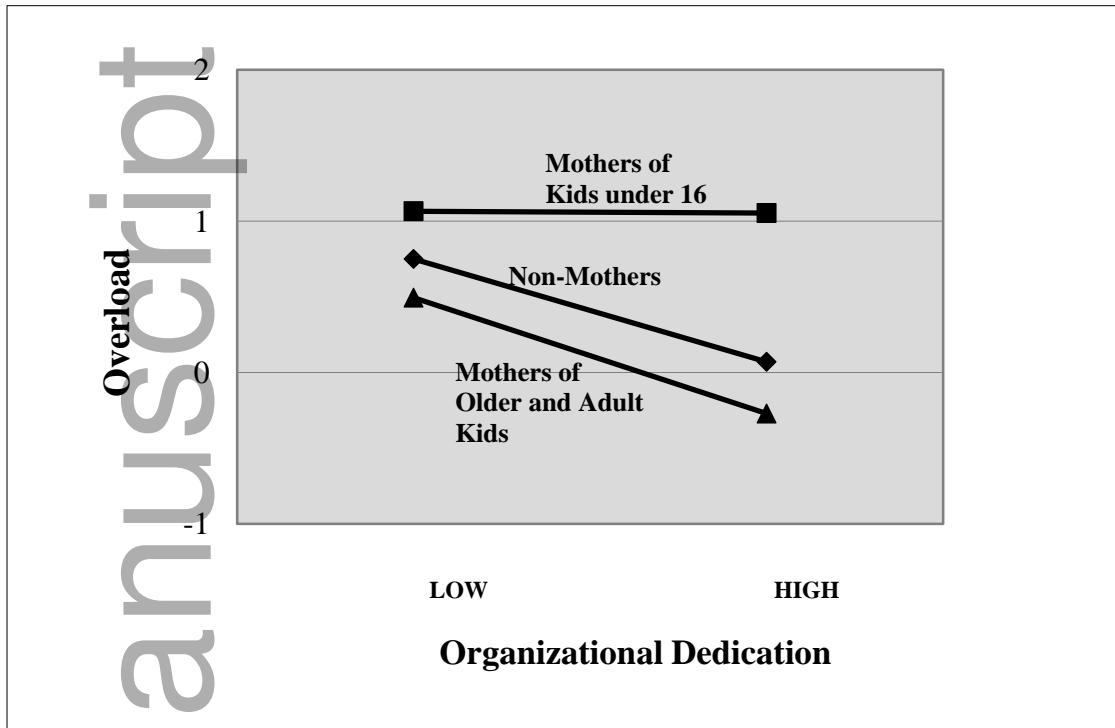 anuscript
2
1
0
-1
Overload
Mothers of
Kids under 16
Non-Mothers
Mothers of
Older and Adult
Kids
LOW HIGH
Organizational Dedication